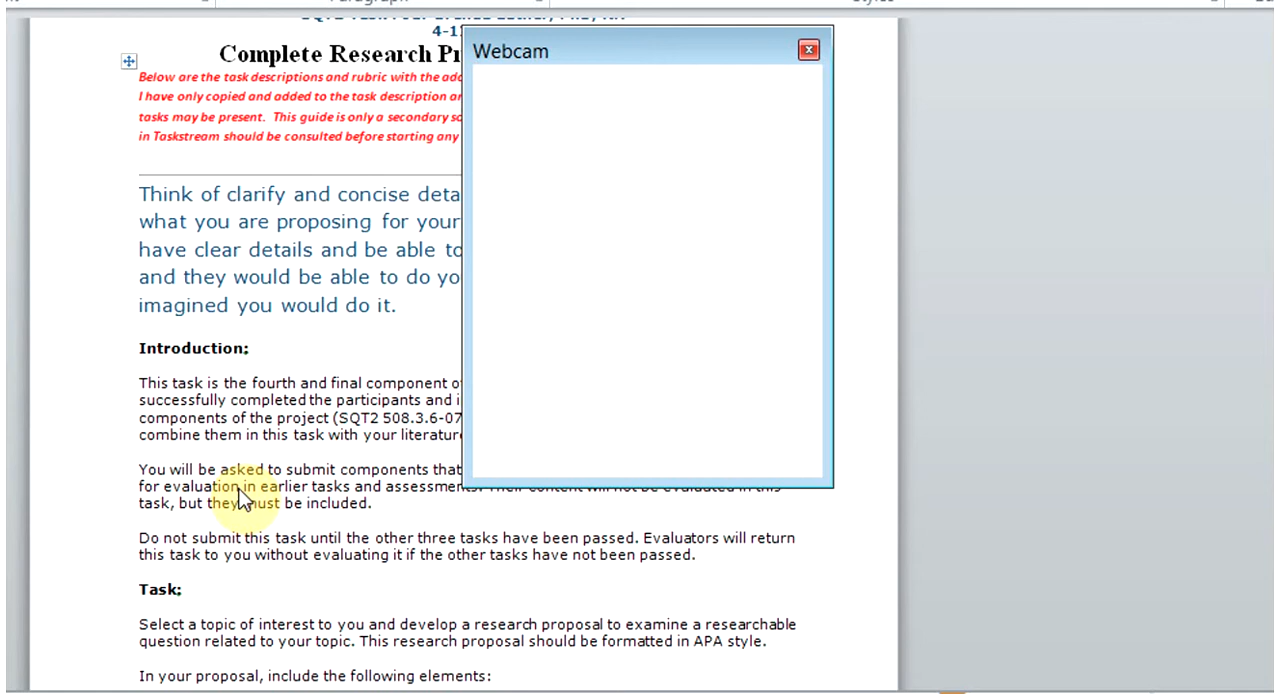 Paragraph
Styles
4-1
Complete Research P
Webcam
Below are the task descriptions and rubric with the add
I have only copied and added to the task description
tasks may be present. This guide is only a secondary
in Taskstream should be consulted before starting any
Think of clarify and concise deta
what you are proposing for your
have clear details and be able to
and they would be able to do yo
imagined you would do it.
Introduction:
This task is the fourth and final component o
successfully completed the participants and i
components of the project (SQT2 508.3.6-07
combine them in this task with your literature
You will be asked to submit components that
for evaluation in earlier tasks and assessments. Their content will not be evaluated in this
task, but they must be included.
Do not submit this task until the other three tasks have been passed. Evaluators will return
this task to you without evaluating it if the other tasks have not been passed.
Task:
Select a topic of interest to you and develop a research proposal to examine a researchable
question related to your topic. This research proposal should be formatted in APA style.
In your proposal, include the following elements: